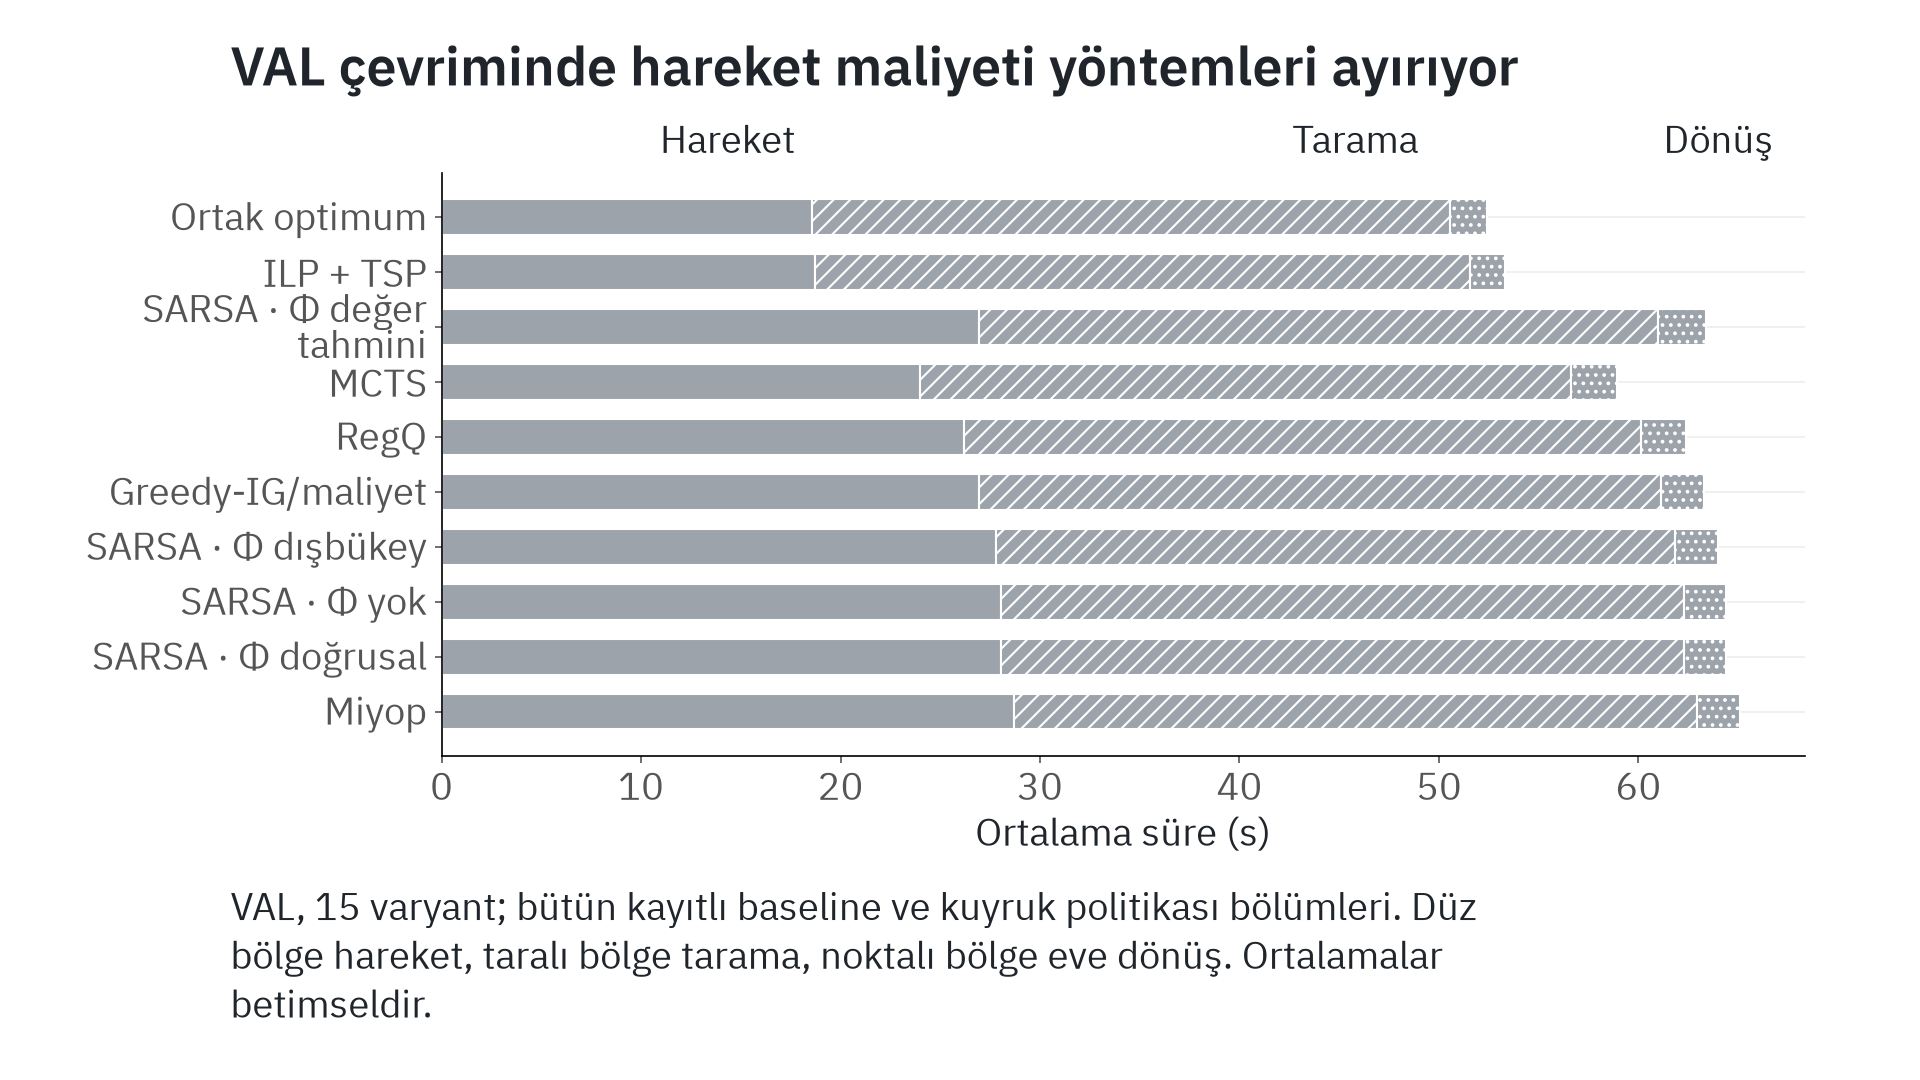 VAL çevriminde hareket maliyeti yöntemleri ayırıyor
Hareket Tarama Dönüş
Ortak optimum
ILP + TSP
SARSA · Φ değer
tahmini
MCTS
RegQ
Greedy-IG/maliyet
SARSA · Φ dışbükey
SARSA · Φ yok
SARSA · Φ doğrusal
Miyop
0 10 20 30 40 50 60
Ortalama süre (s)
VAL, 15 varyant; bütün kayıtlı baseline ve kuyruk politikası bölümleri. Düz
bölge hareket, taralı bölge tarama, noktalı bölge eve dönüş. Ortalamalar
betimseldir.